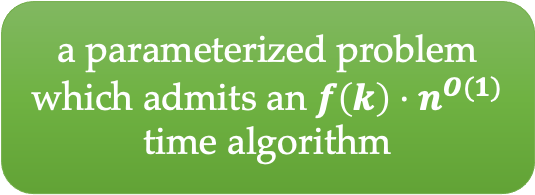 a parameterized problem
which admits an 𝒇(𝒌) · 𝒏^𝑶(𝟏)
time algorithm